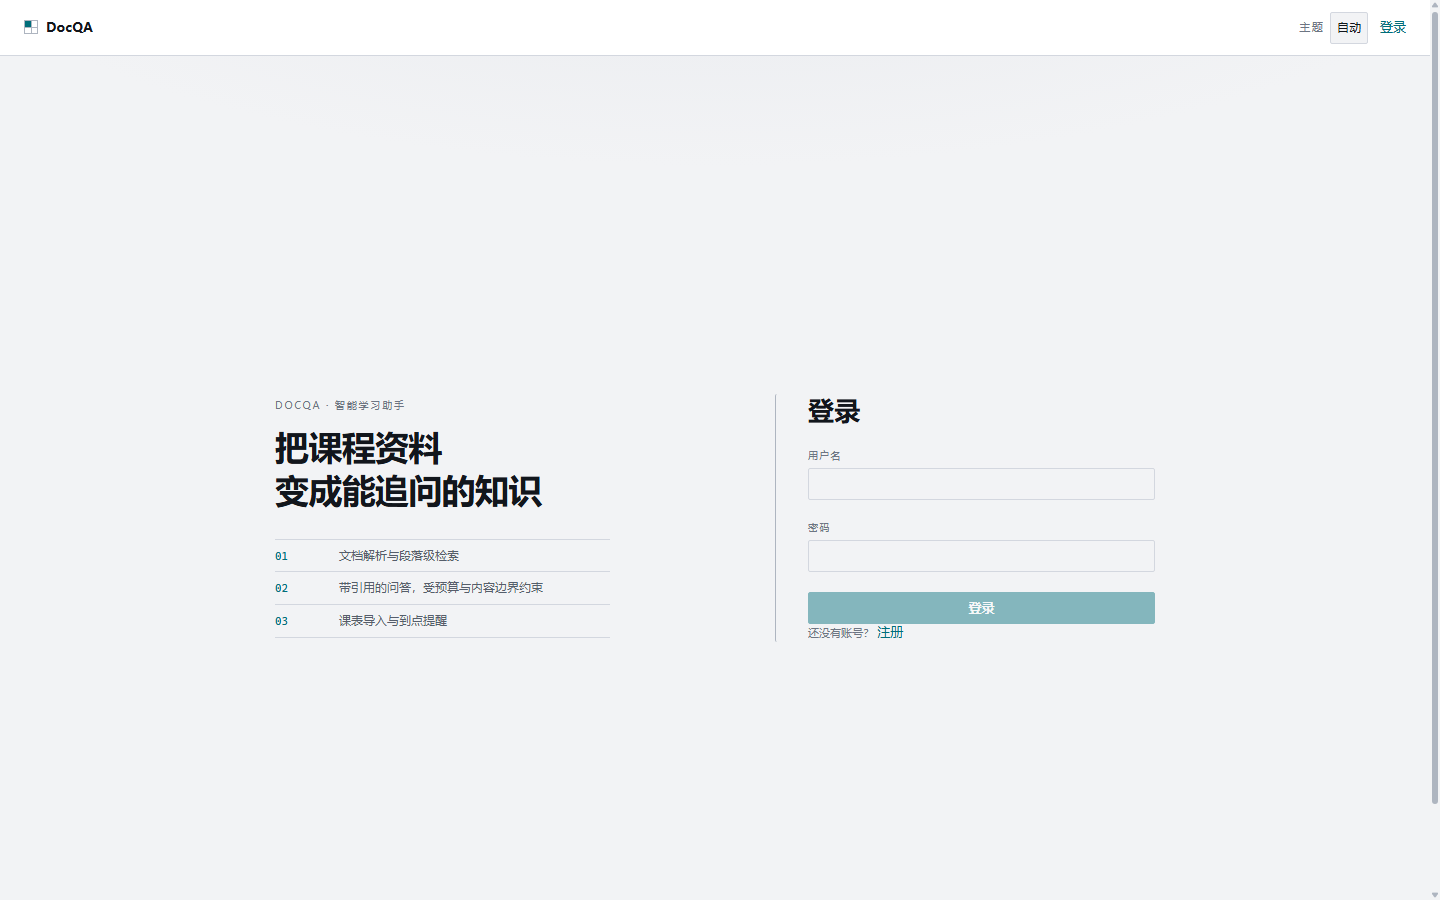 DocQA
主题 自动 登录
DOCQA · 智能学习助手
把课程资料
变成能追问的知识
01 文档解析与段落级检索
02 带引用的问答，受预算与内容边界约束
03 课表导入与到点提醒
登录
用户名
密码
登录
还没有账号？ 注册